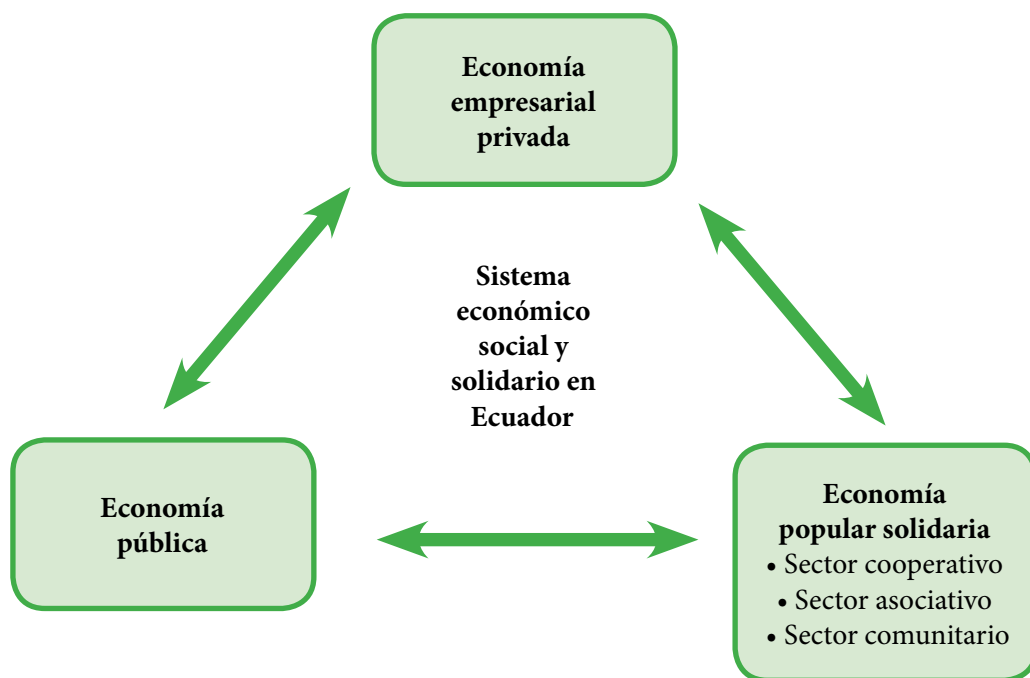 Economía
empresarial
privada
Sistema
económico
social y
solidario en
Ecuador
Economía
pública
Economía
popular solidaria
• Sector cooperativo
• Sector asociativo
• Sector comunitario